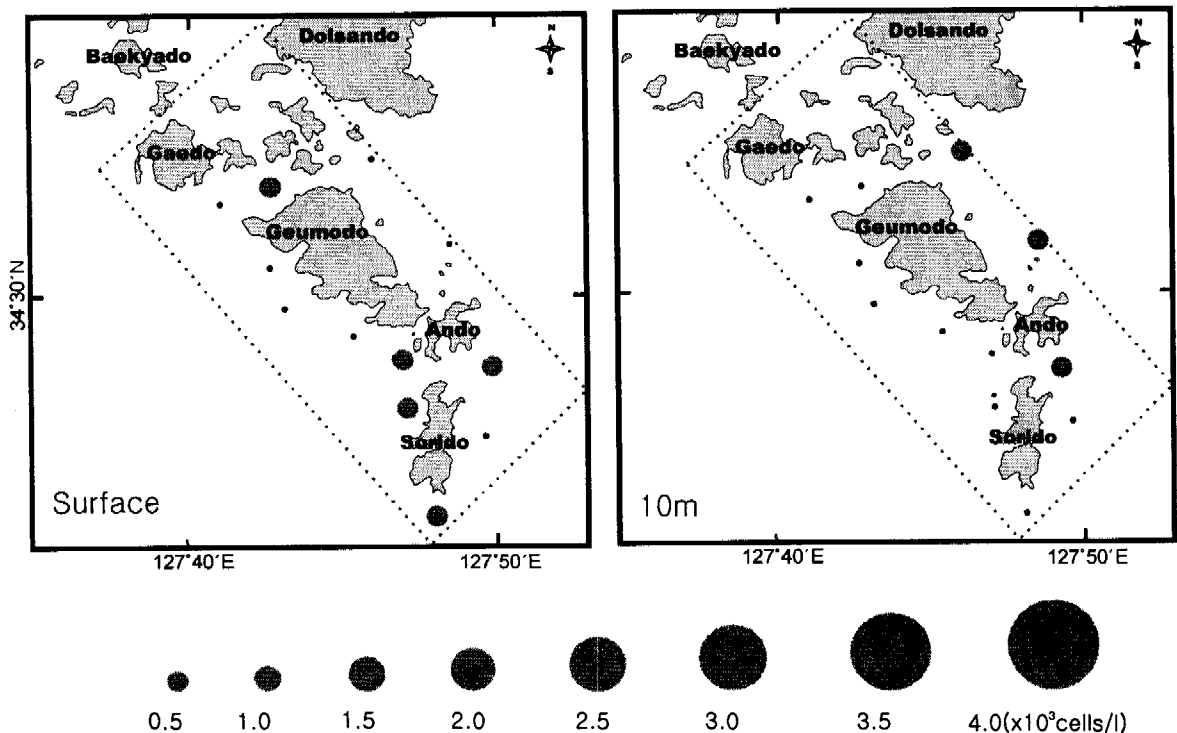 N
S
Dolsando
Baekyado
Gaedo
Geumodo
34°30'N
Ando
Sorido
Surface
127°40'E
127°50'E
N
S
Dolsando
Baekyado
Gaedo
Geumodo
Ando
Sorido
10m
127°40'E
127°50'E
0.5 1.0 1.5 2.0 2.5 3.0 3.5 4.0(x10³cells/l)